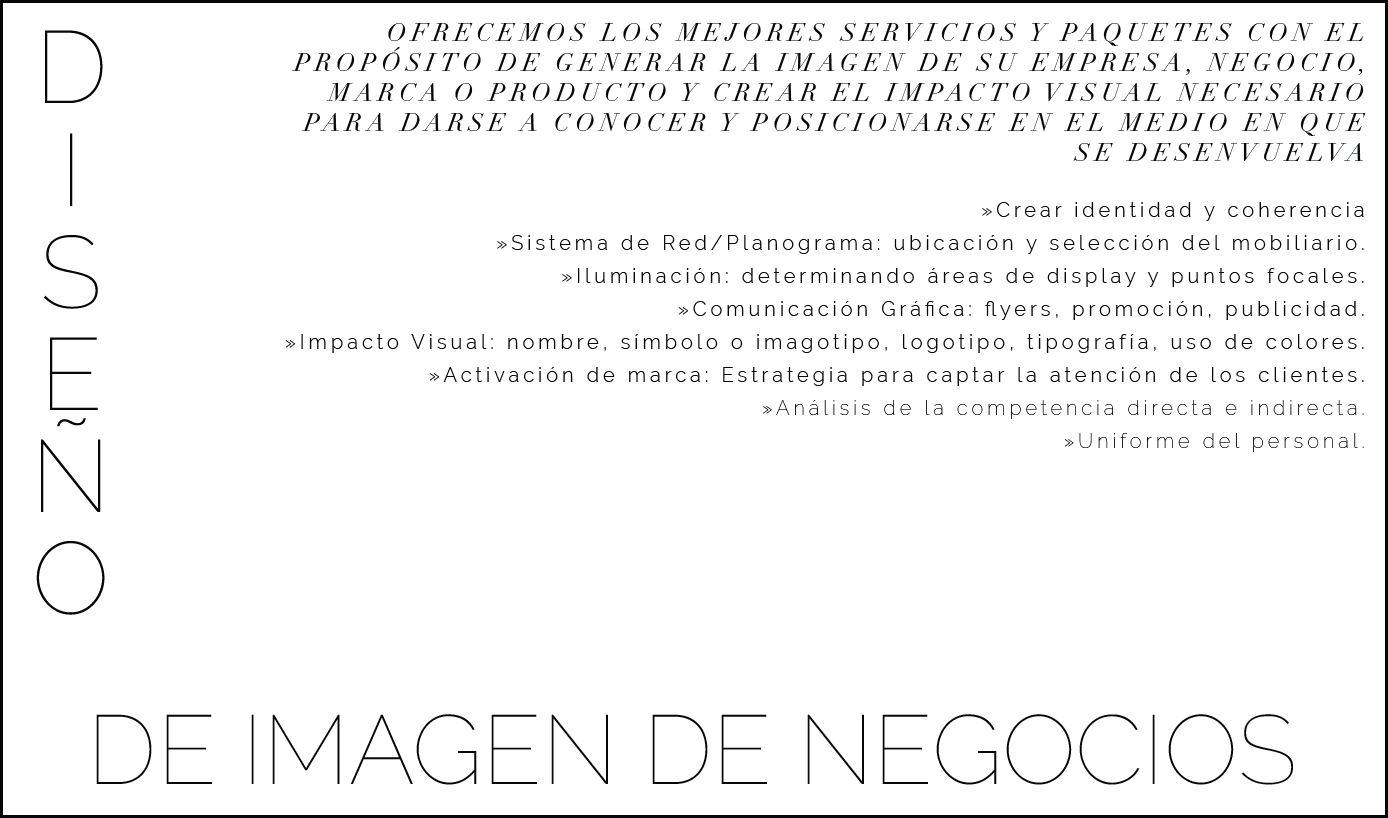 DISEÑO
OFRECEMOS LOS MEJORES SERVICIOS Y PAQUETES CON EL
PROPÓSITO DE GENERAR LA IMAGEN DE SU EMPRESA, NEGOCIO,
MARCA O PRODUCTO Y CREAR EL IMPACTO VISUAL NECESARIO
PARA DARSE A CONOCER Y POSICIONARSE EN EL MEDIO EN QUE
SE DESENVUELVA
»Crear identidad y coherencia
»Sistema de Red/Planograma: ubicación y selección del mobiliario.
»Iluminación: determinando áreas de display y puntos focales.
»Comunicación Gráfica: flyers, promoción, publicidad.
»Impacto Visual: nombre, símbolo o imagotipo, logotipo, tipografía, uso de colores.
»Activación de marca: Estrategia para captar la atención de los clientes.
»Análisis de la competencia directa e indirecta.
»Uniforme del personal.
DE IMAGEN DE NEGOCIOS